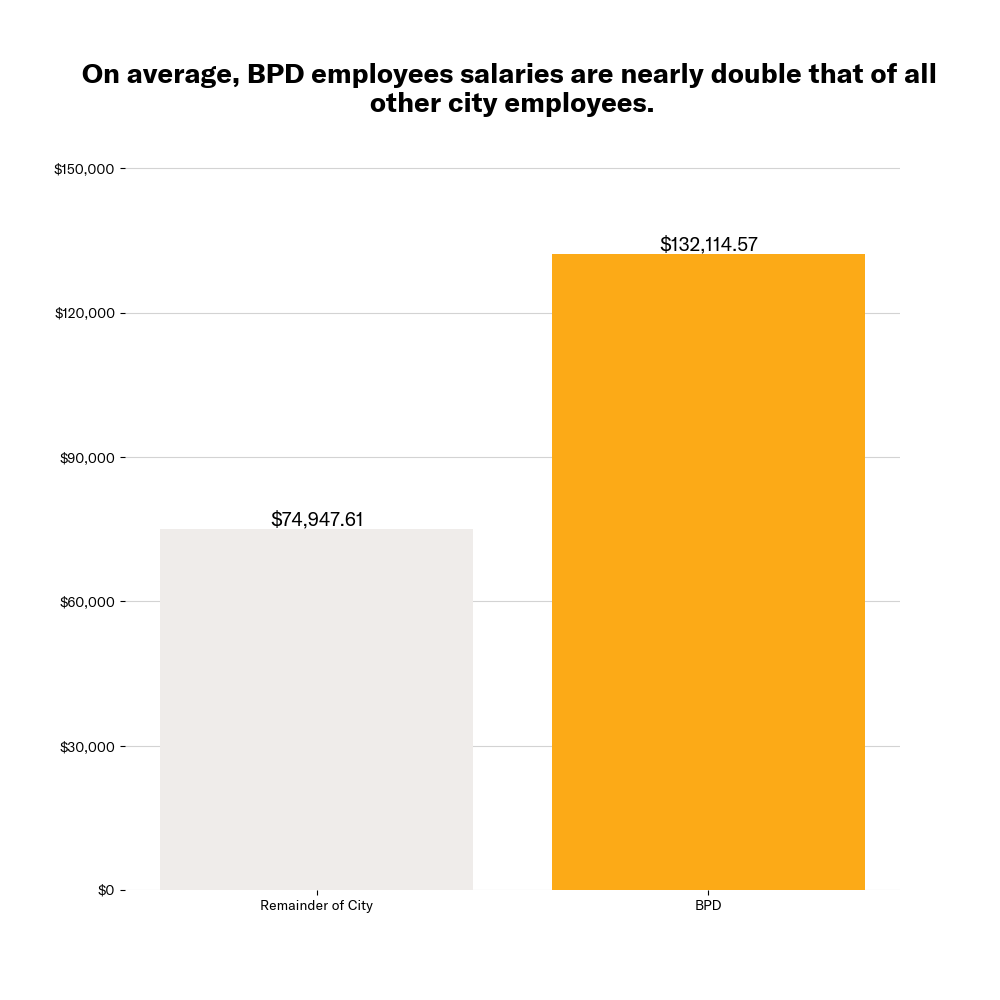 On average, BPD employees salaries are nearly double that of all
other city employees.
$150,000
$132,114.57
$120,000
$90,000
$74,947.61
$60,000
$30,000
$0
Remainder of City
BPD